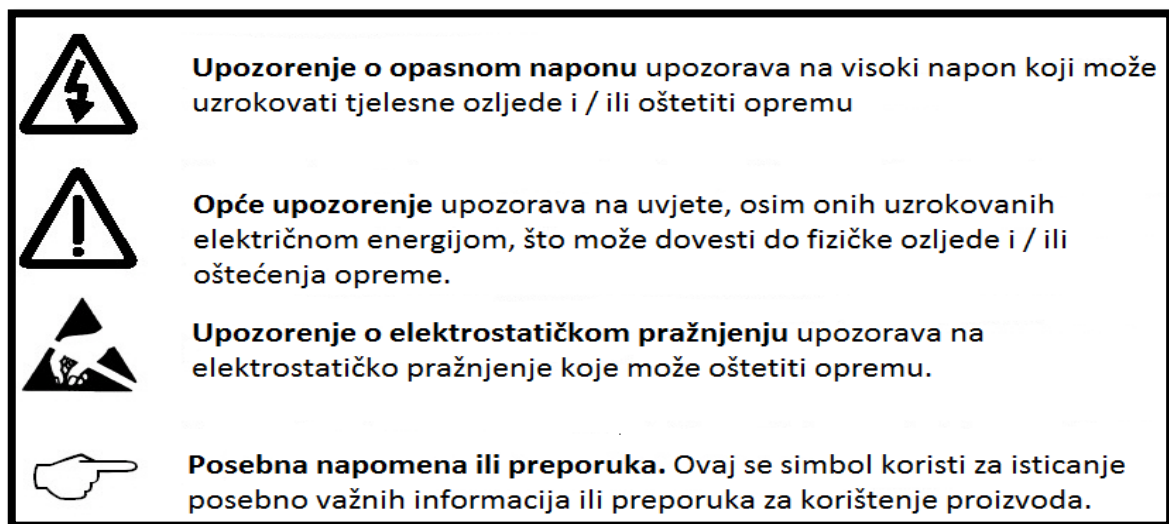 Upozorenje o opasnom naponu upozorava na visoki napon koji može
uzrokovati tjelesne ozljede i / ili oštetiti opremu
Opće upozorenje upozorava na uvjete, osim onih uzrokovanih
električnom energijom, što može dovesti do fizičke ozljede i / ili
oštećenja opreme.
Upozorenje o elektrostatičkom pražnjenju upozorava na
elektrostatičko pražnjenje koje može oštetiti opremu.
Posebna napomena ili preporuka. Ovaj se simbol koristi za isticanje
posebno važnih informacija ili preporuka za korištenje proizvoda.